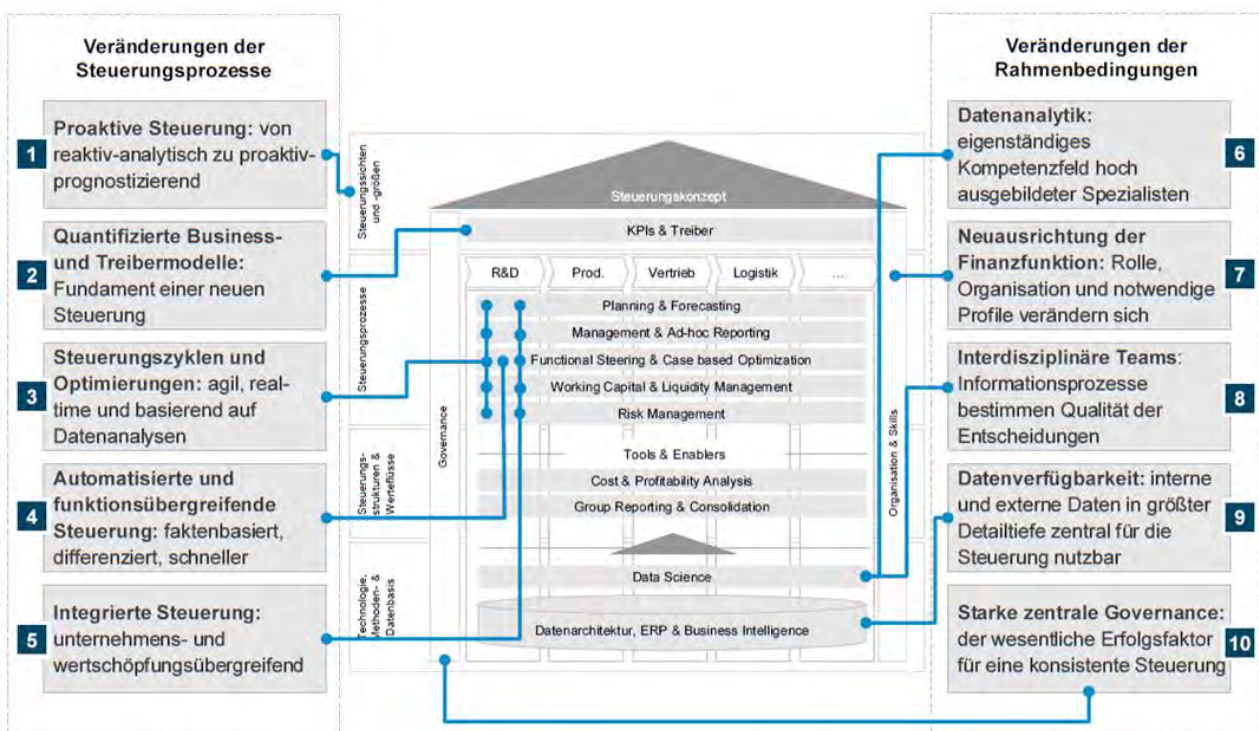 Veränderungen der
Steuerungsprozesse
1
Proaktive Steuerung: von
reaktiv-analytisch zu proaktiv-
prognostizierend
2
Quantifizierte Business-
und Treibermodelle:
Fundament einer neuen
Steuerung
3
Steuerungszyklen und
Optimierungen: agil, real-
time und basierend auf
Datenanalysen
4
Automatisierte und
funktionsübergreifende
Steuerung: faktenbasiert,
differenziert, schneller
5
Integrierte Steuerung:
unternehmens- und
wertschöpfungsübergreifend
Steuerungssichten
und -größen
Steuerungsprozesse
Steuerungs-
strukturen &
Werteflüsse
Technologie,
Methoden- &
Datenbasis
Governance
Steuerungskonzept
KPIs & Treiber
R&D
Prod.
Vertrieb
Logistik
...
Planning & Forecasting
Management & Ad-hoc Reporting
Functional Steering & Case based Optimization
Working Capital & Liquidity Management
Risk Management
Tools & Enablers
Cost & Profitability Analysis
Group Reporting & Consolidation
Data Science
Datenarchitektur, ERP & Business Intelligence
Organisation & Skills
Veränderungen der
Rahmenbedingungen
Datenanalytik:
eigenständiges
Kompetenzfeld hoch
ausgebildeter Spezialisten
6
Neuausrichtung der
Finanzfunktion: Rolle,
Organisation und notwendige
Profile verändern sich
7
Interdisziplinäre Teams:
Informationsprozesse
bestimmen Qualität der
Entscheidungen
8
Datenverfügbarkeit: interne
und externe Daten in größter
Detailtiefe zentral für die
Steuerung nutzbar
9
Starke zentrale Governance:
der wesentliche Erfolgsfaktor
für eine konsistente Steuerung
10